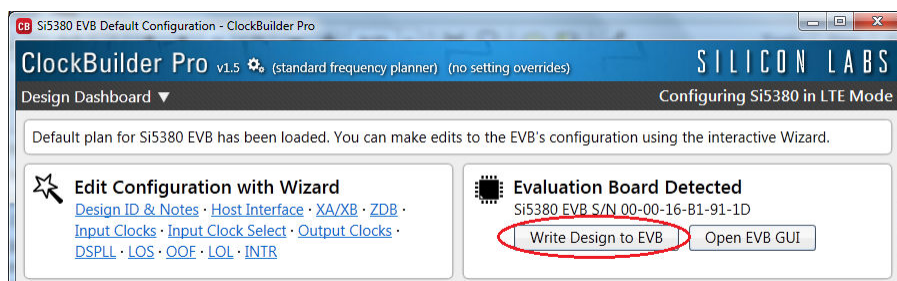 CB Si5380 EVB Default Configuration - ClockBuilder Pro
ClockBuilder Pro v1.5 (standard frequency planner) (no setting overrides) SILICON LABS
Design Dashboard ▼ Configuring Si5380 in LTE Mode
Default plan for Si5380 EVB has been loaded. You can make edits to the EVB's configuration using the interactive Wizard.
Edit Configuration with Wizard
Design ID & Notes · Host Interface · XA/XB · ZDB ·
Input Clocks · Input Clock Select · Output Clocks ·
DSPLL · LOS · OOF · LOL · INTR
Evaluation Board Detected
Si5380 EVB S/N 00-00-16-B1-91-1D
Write Design to EVB Open EVB GUI